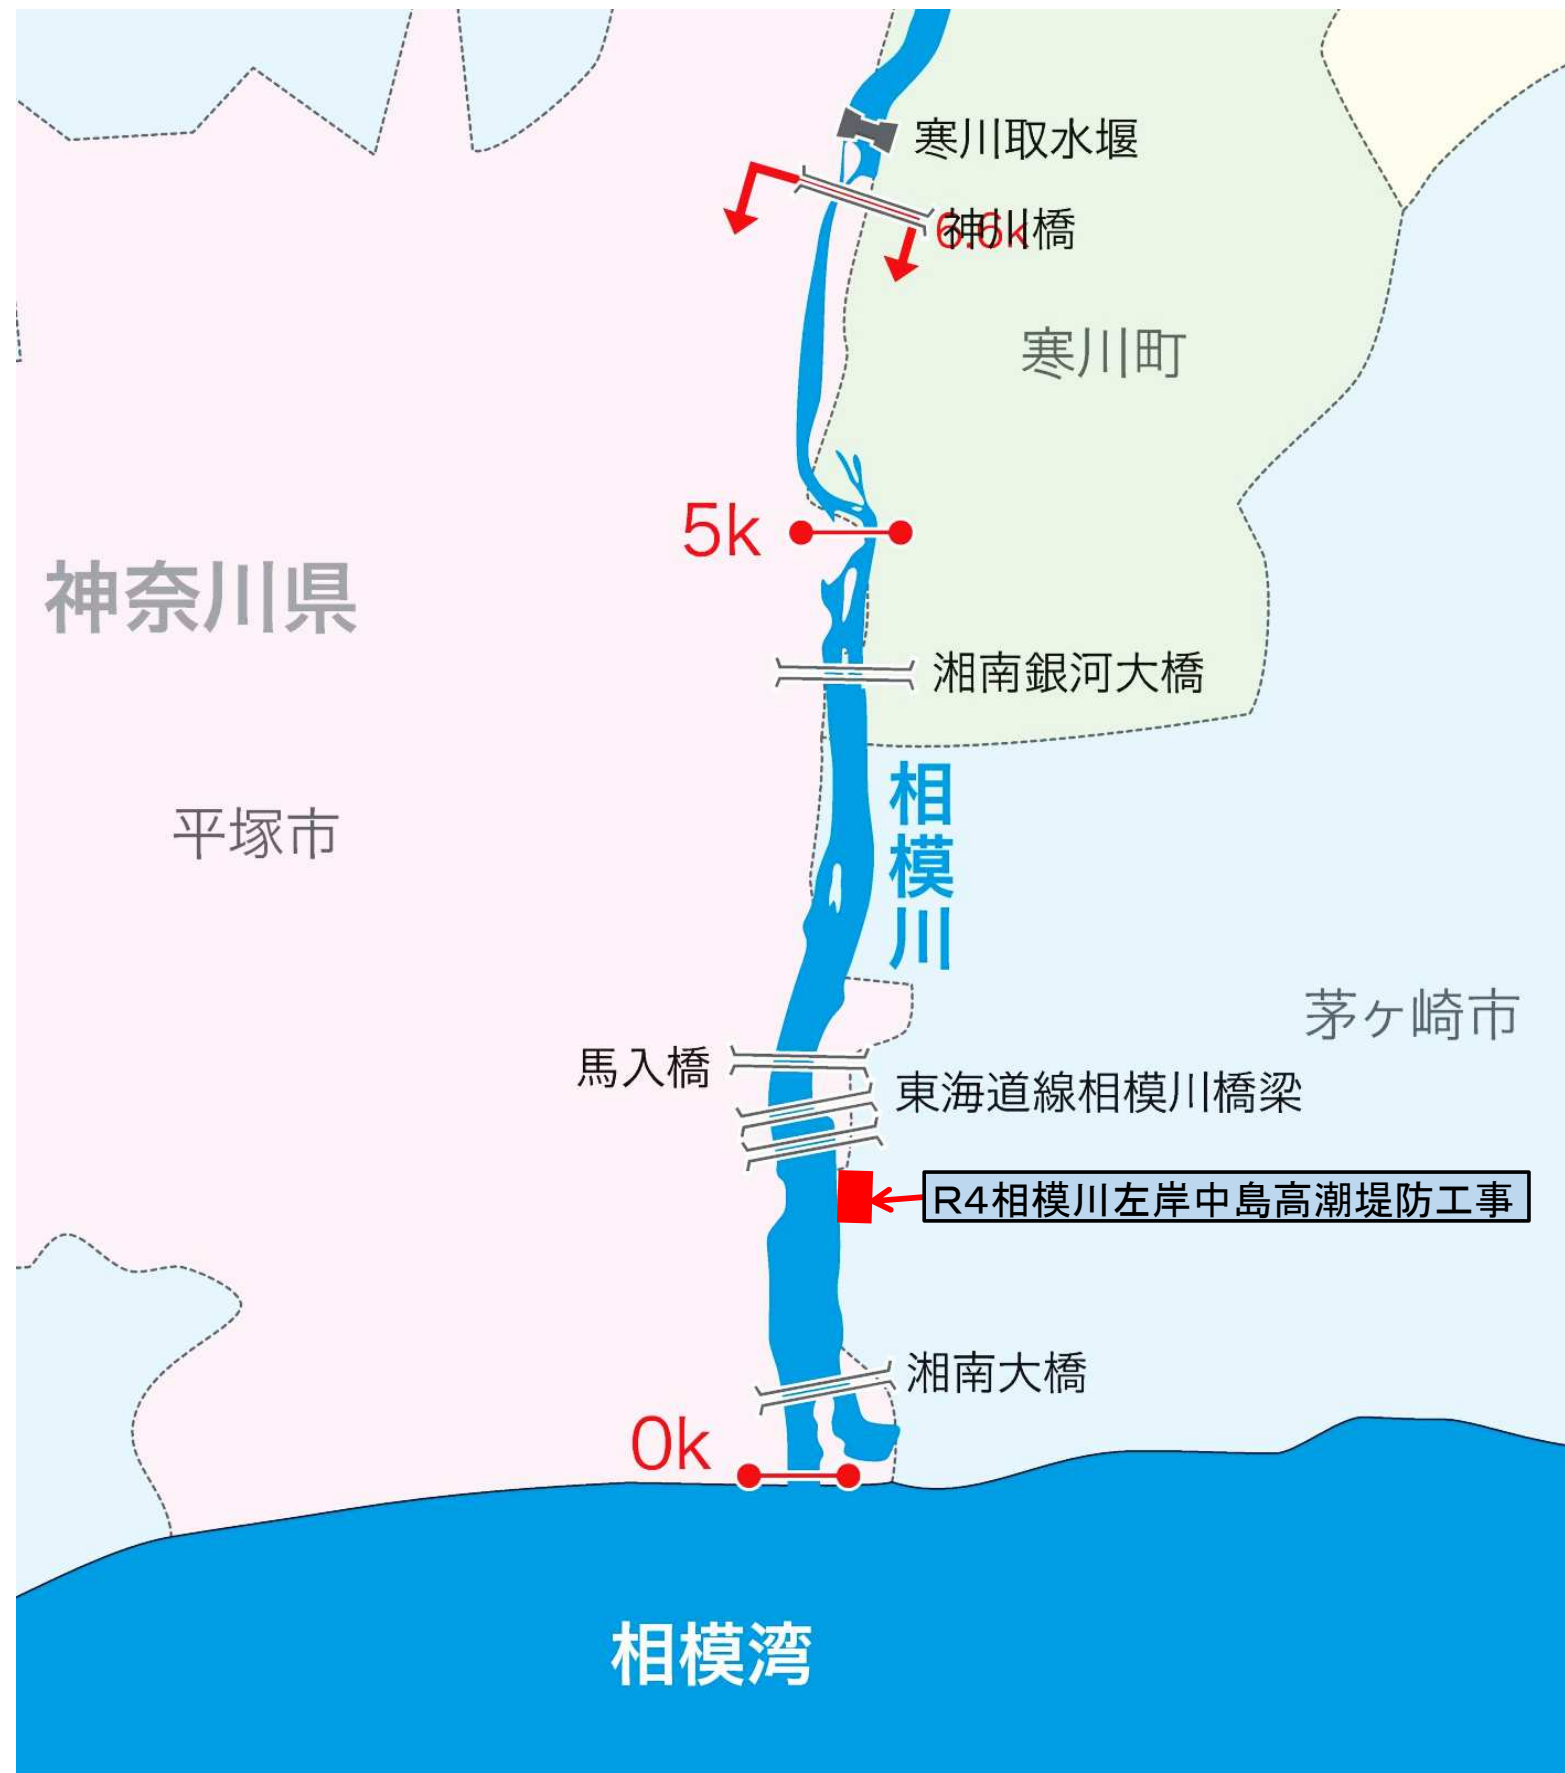 寒川取水堰
6.6k
神川橋
寒川町
5k
神奈川県
湘南銀河大橋
相模川
平塚市
茅ヶ崎市
馬入橋
東海道線相模川橋梁
R4相模川左岸中島高潮堤防工事
湘南大橋
0k
相模湾